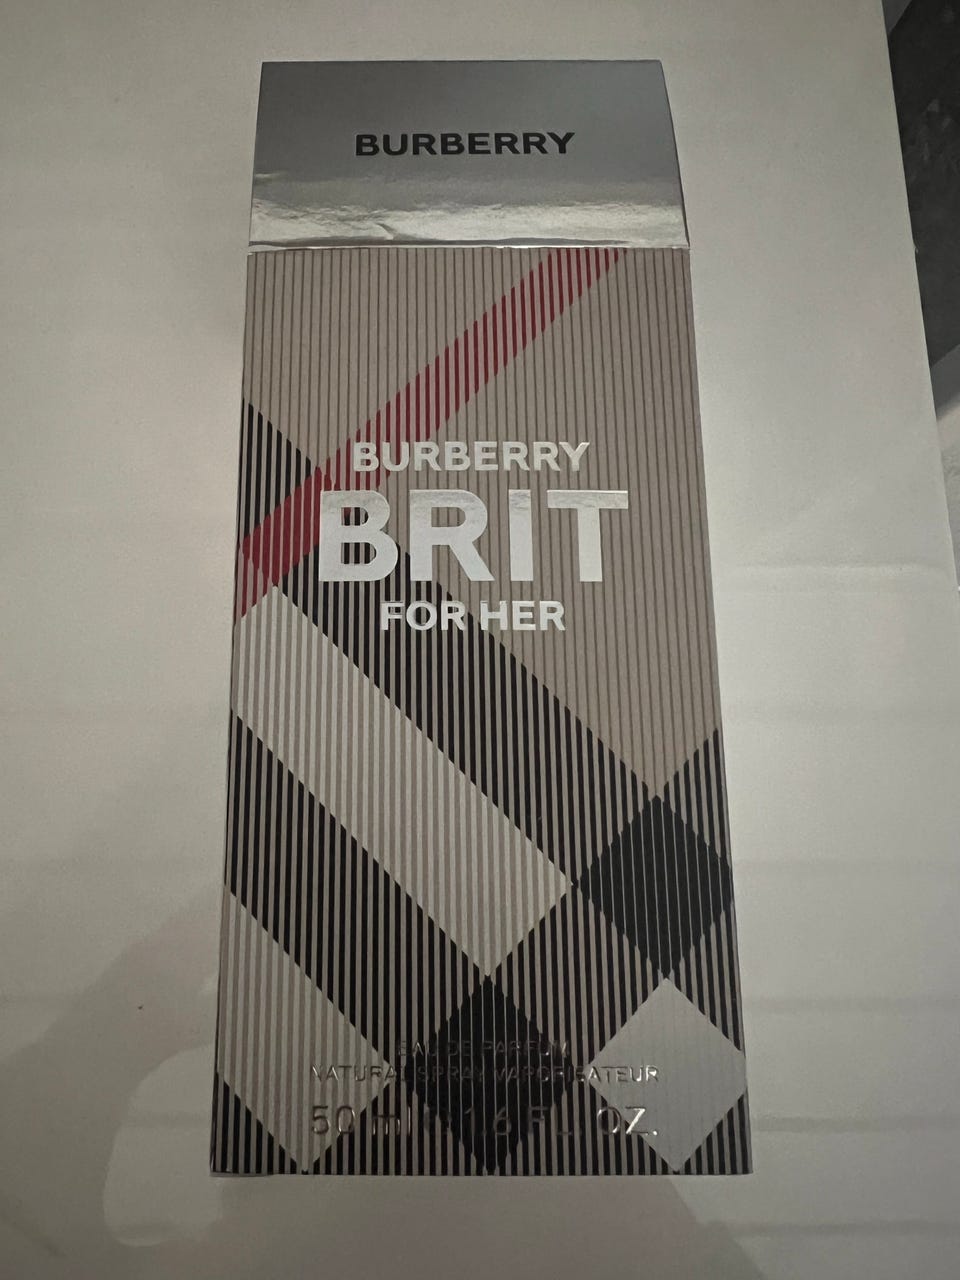 BURBERRY
BURBERRY
BRIT
FOR HER
EAU DE PARFUM
NATURAL SPRAY VAPORISATEUR
50 ml e 1.6 FL. OZ.